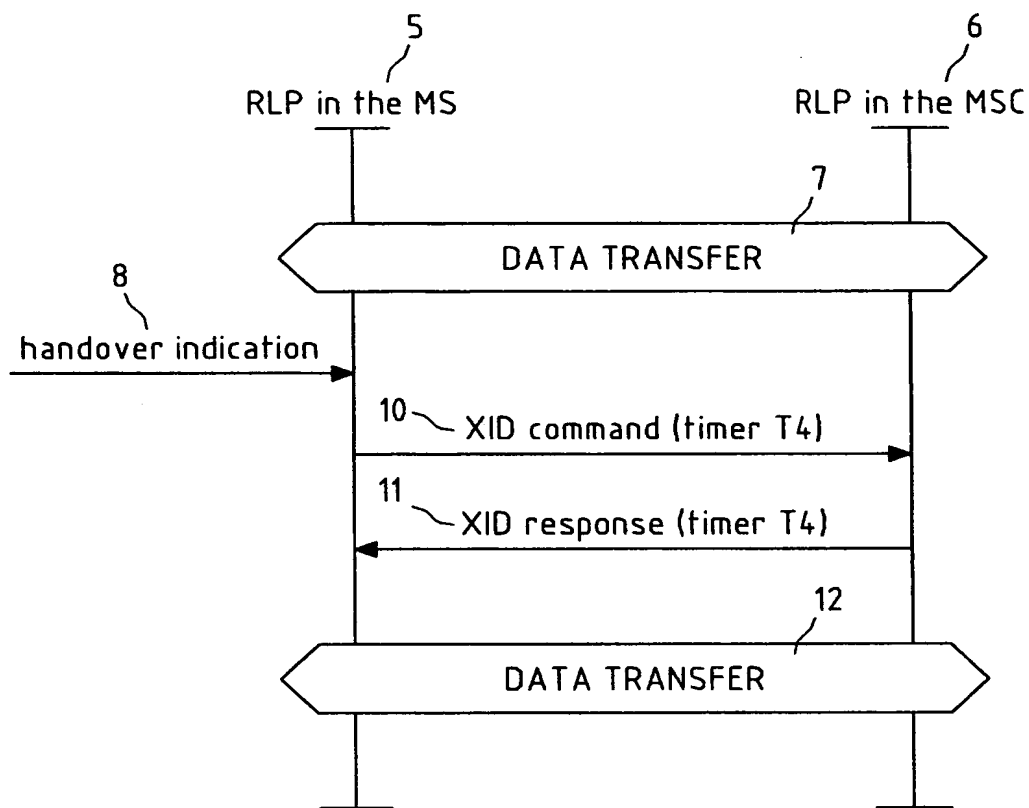 5
6
RLP in the MS
RLP in the MSC
7
DATA TRANSFER
8
handover indication
10
XID command (timer T4)
11
XID response (timer T4)
12
DATA TRANSFER